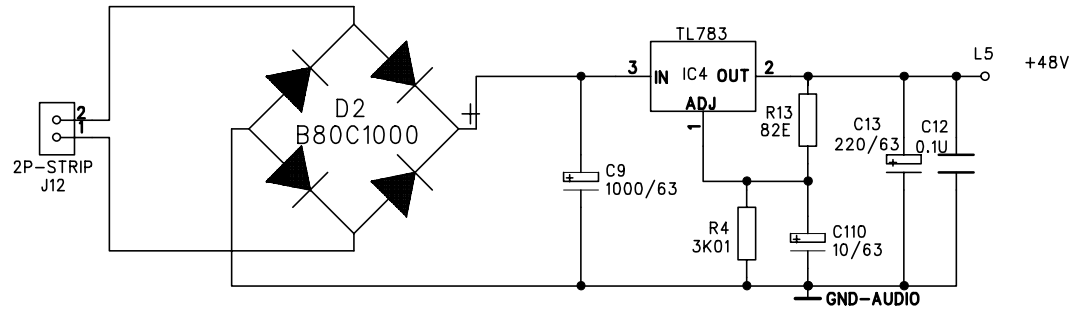 TL783
L5
+48V
3
IN
IC4
OUT
2
ADJ
1
2
1
2P-STRIP
J12
D2
B80C1000
+
R13
82E
C13
220/63
+
C12
0.1U
+
C9
1000/63
R4
3K01
+
C110
10/63
GND-AUDIO